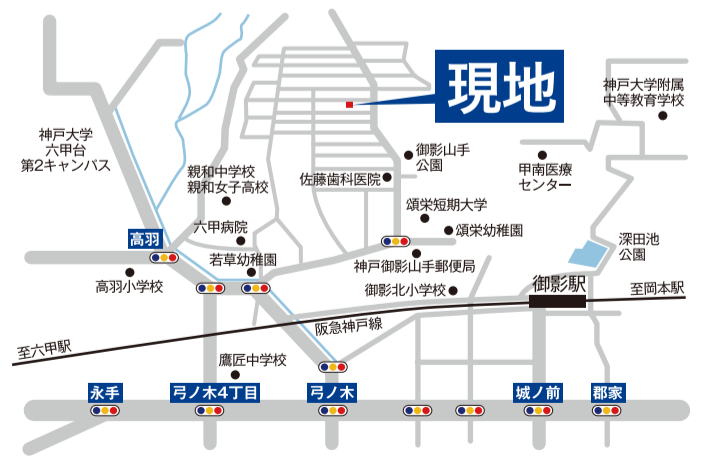 現地
神戸大学附属
中等教育学校
神戸大学
六甲台
第2キャンパス
御影山手
公園
甲南医療
センター
親和中学校
親和女子高校
佐藤歯科医院
頌栄短期大学
六甲病院
頌栄幼稚園
高羽
深田池
公園
若草幼稚園
神戸御影山手郵便局
高羽小学校
御影北小学校
御影駅
至岡本駅
阪急神戸線
至六甲駅
鷹匠中学校
永手
弓ノ木4丁目
弓ノ木
城ノ前
郡家